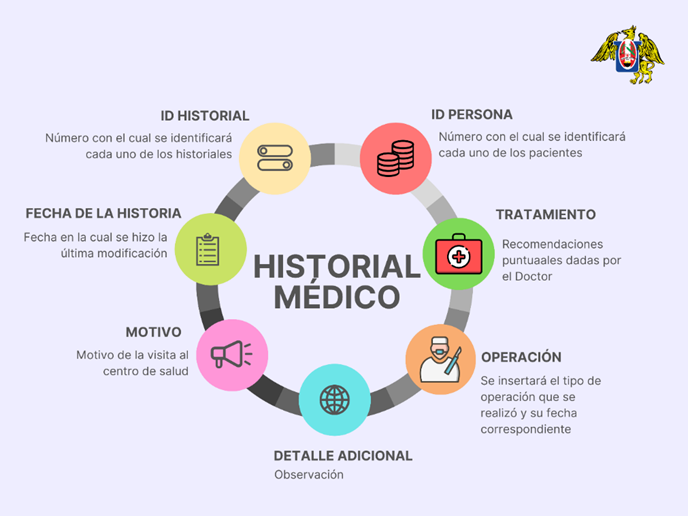 ID HISTORIAL
Número con el cual se identificará
cada uno de los historiales
ID PERSONA
Número con el cual se identificará
cada uno de los pacientes
FECHA DE LA HISTORIA
Fecha en la cual se hizo la
última modificación
TRATAMIENTO
Recomendaciones
puntuaales dadas por
el Doctor
HISTORIAL
MÉDICO
MOTIVO
Motivo de la visita al
centro de salud
OPERACIÓN
Se insertará el tipo de
operación que se
realizó y su fecha
correspondiente
DETALLE ADICIONAL
Observación